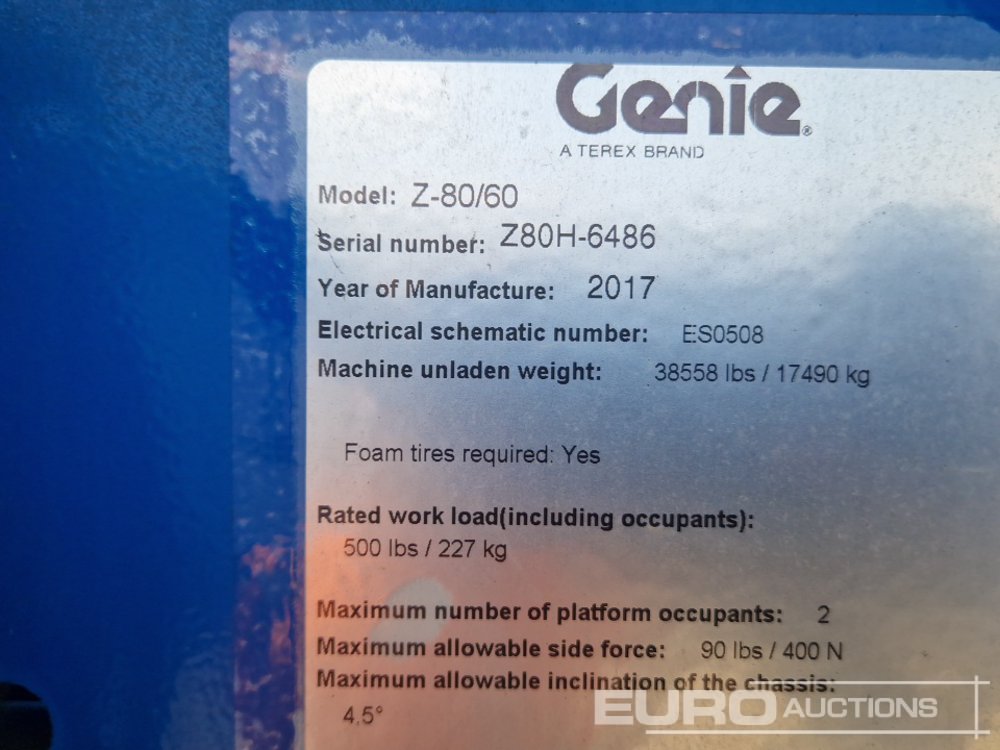 Genie®
A TEREX BRAND
Model: Z-80/60
Serial number: Z80H-6486
Year of Manufacture: 2017
Electrical schematic number: ES0508
Machine unladen weight: 38558 lbs / 17490 kg
Foam tires required: Yes
Rated work load(including occupants):
500 lbs / 227 kg
Maximum number of platform occupants: 2
Maximum allowable side force: 90 lbs / 400 N
Maximum allowable inclination of the chassis:
4.5°
EURO AUCTIONS